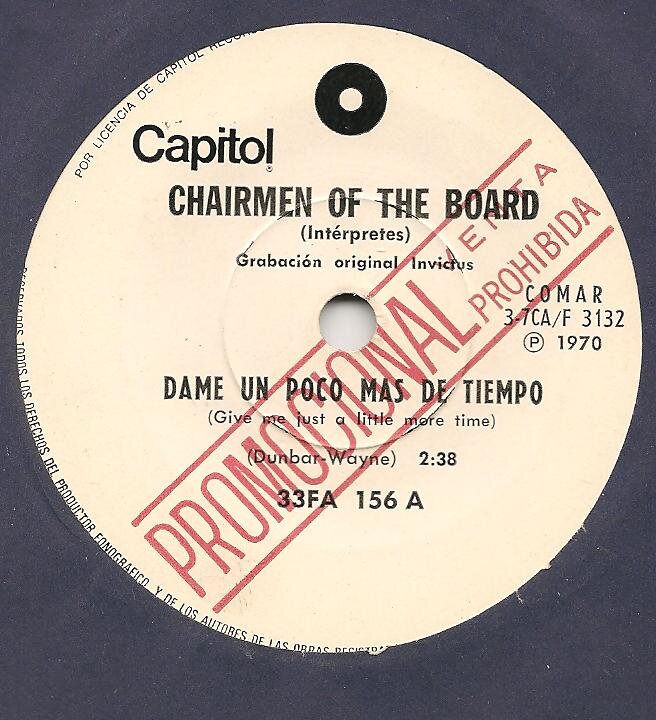 POR LICENCIA DE CAPITOL RECORDS
Capitol
®
CHAIRMEN OF THE BOARD
(Intérpretes)
Grabación original Invictus
COMAR
3-7CA/F 3132
Ⓟ 1970
DAME UN POCO MAS DE TIEMPO
(Give me just a little more time)
(Dunbar-Wayne) 2:38
33FA 156 A
PROMOCIONAL
VENTA
PROHIBIDA
RESERVADOS TODOS LOS DERECHOS DEL PRODUCTOR FONOGRAFICO Y DE LOS AUTORES DE LAS OBRAS